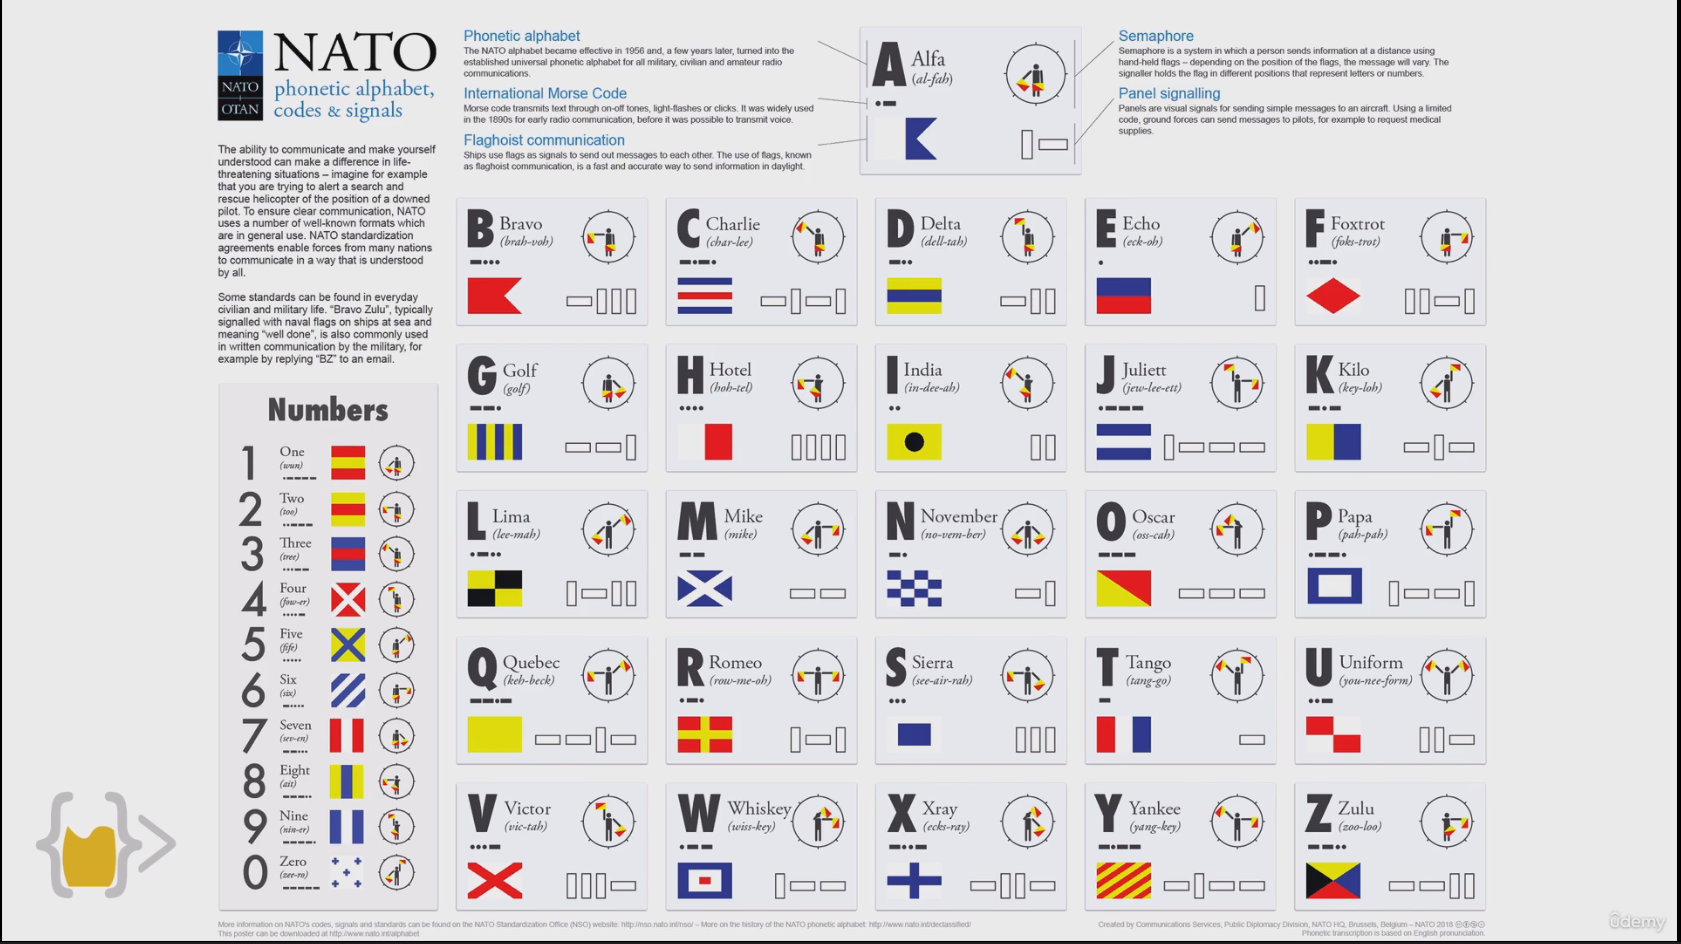 NATO
OTAN
NATO
phonetic alphabet,
codes & signals
The ability to communicate and make yourself
understood can make a difference in life-
threatening situations – imagine for example
that you are trying to alert a search and
rescue helicopter of the position of a downed
pilot. To ensure clear communication, NATO
uses a number of well-known formats which
are in general use. NATO standardization
agreements enable forces from many nations
to communicate in a way that is understood
by all.
Some standards can be found in everyday
civilian and military life. “Bravo Zulu”, typically
signalled with naval flags on ships at sea and
meaning “well done”, is also commonly used
in written communication by the military, for
example by replying “BZ” to an email.
Phonetic alphabet
The NATO alphabet became effective in 1956 and, a few years later, turned into the
established universal phonetic alphabet for all military, civilian and amateur radio
communications.
International Morse Code
Morse code transmits text through on-off tones, light-flashes or clicks. It was widely used
in the 1890s for early radio communication, before it was possible to transmit voice.
Flaghoist communication
Ships use flags as signals to send out messages to each other. The use of flags, known
as flaghoist communication, is a fast and accurate way to send information in daylight.
A Alfa
(al-fah)
Semaphore
Semaphore is a system in which a person sends information at a distance using
hand-held flags – depending on the position of the flags, the message will vary. The
signaller holds the flag in different positions that represent letters or numbers.
Panel signalling
Panels are visual signals for sending simple messages to an aircraft. Using a limited
code, ground forces can send messages to pilots, for example to request medical
supplies.
B Bravo
(brah-voh)
C Charlie
(char-lee)
D Delta
(dell-tah)
E Echo
(eck-oh)
F Foxtrot
(foks-trot)
G Golf
(golf)
H Hotel
(hoh-tel)
I India
(in-dee-ah)
J Juliett
(jew-lee-ett)
K Kilo
(key-loh)
L Lima
(lee-mah)
M Mike
(mike)
N November
(no-vem-ber)
O Oscar
(oss-cah)
P Papa
(pah-pah)
Q Quebec
(keh-beck)
R Romeo
(row-me-oh)
S Sierra
(see-air-rah)
T Tango
(tang-go)
U Uniform
(you-nee-form)
V Victor
(vic-tah)
W Whiskey
(wiss-key)
X Xray
(ecks-ray)
Y Yankee
(yang-key)
Z Zulu
(zoo-loo)
Numbers
1 One
(wun)
2 Two
(too)
3 Three
(tree)
4 Four
(fow-er)
5 Five
(fife)
6 Six
(six)
7 Seven
(sev-en)
8 Eight
(ait)
9 Nine
(nin-er)
0 Zero
(zee-ro)
More information on NATO's codes, signals and standards can be found on the NATO Standardization Office (NSO) website: http://nso.nato.int/nso/ – More on the history of the NATO phonetic alphabet: http://www.nato.int/declassified/
This poster can be downloaded at http://www.nato.int/alphabet
Created by Communications Services, Public Diplomacy Division, NATO HQ, Brussels, Belgium – NATO 2018
Phonetic transcription is based on English pronunciation.
ûdemy